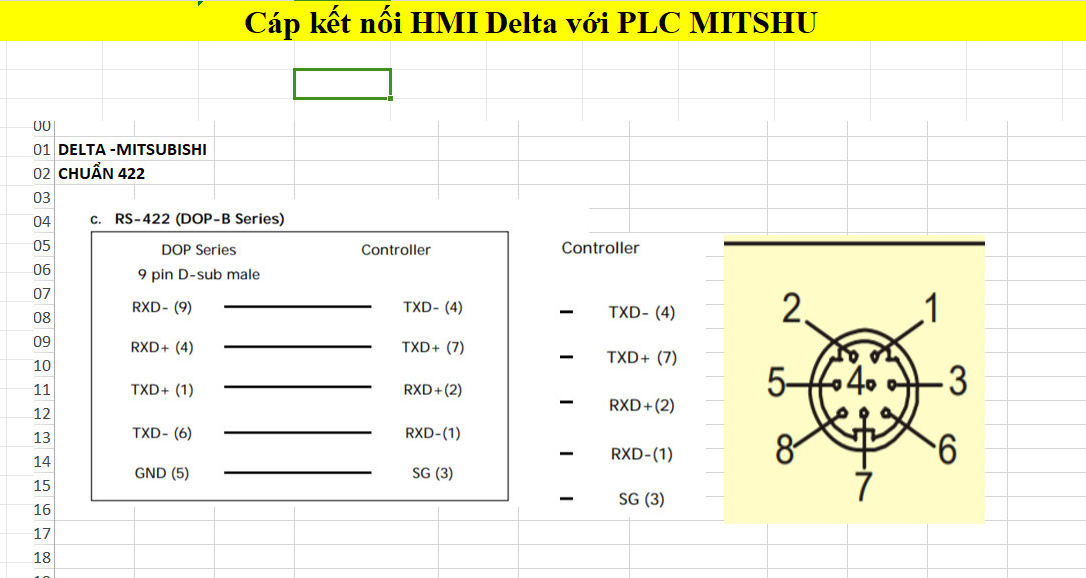 Cáp kết nối HMI Delta với PLC MITSHU
00
01 DELTA -MITSUBISHI
02 CHUẨN 422
03
04 c. RS-422 (DOP-B Series)
05 DOP Series Controller Controller
06 9 pin D-sub male
07 RXD- (9) TXD- (4) TXD- (4) 2 1
08
09 RXD+ (4) TXD+ (7) TXD+ (7)
10
11 TXD+ (1) RXD+(2) RXD+(2) 5 4 3
12
13 TXD- (6) RXD-(1) RXD-(1) 8 6
14
15 GND (5) SG (3) SG (3) 7
16
17
18